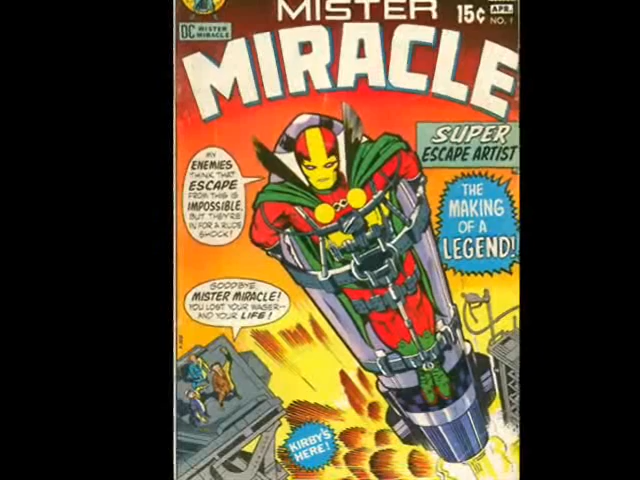 MISTER
15¢
APR.
NO. 1
DC
MISTER
MIRACLE
MIRACLE
SUPER
ESCAPE ARTIST
MY
ENEMIES
THINK THAT
ESCAPE
FROM THIS IS
IMPOSSIBLE,
BUT THEY'RE
IN FOR A RUDE
SHOCK!
THE
MAKING
OF A
LEGEND!
GOODBYE,
MISTER MIRACLE!
YOU LOST YOUR WAGER--
AND YOUR LIFE!
KIRBY'S
HERE!